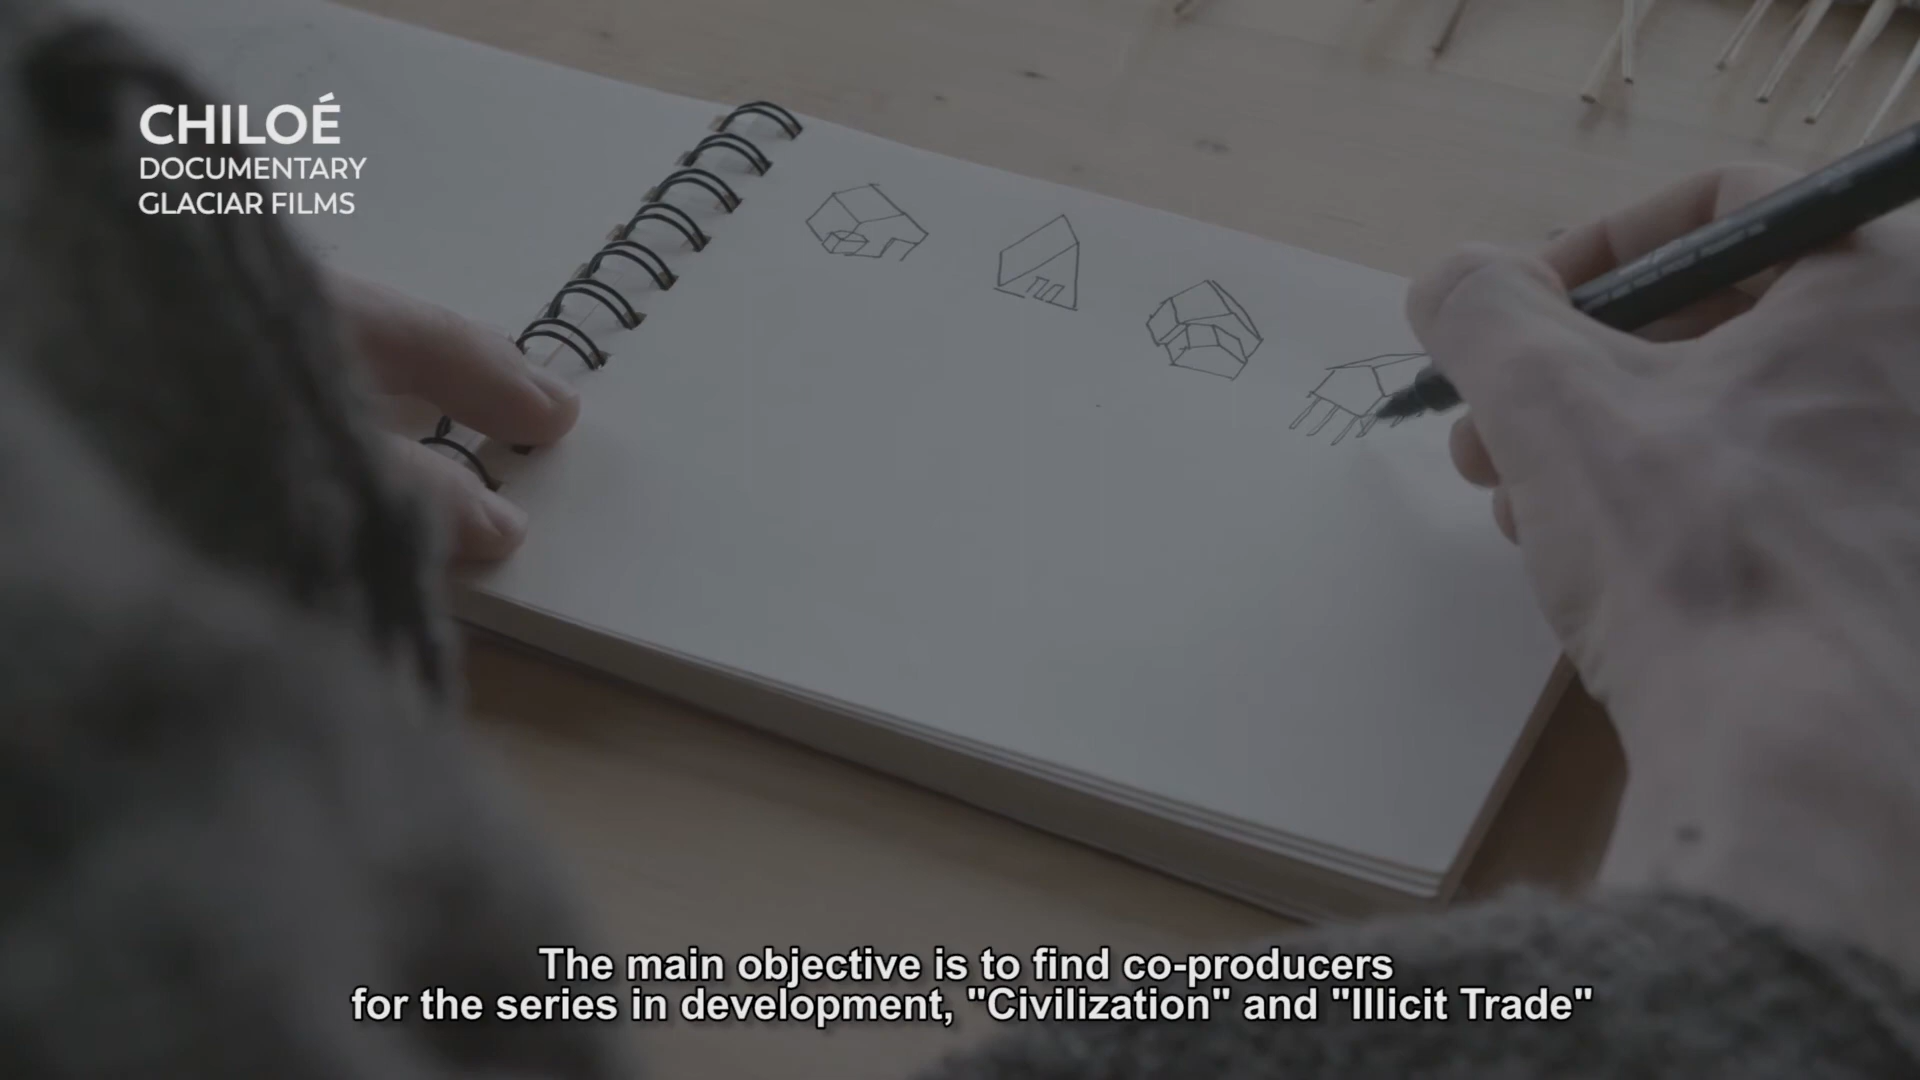 CHILOÉ
DOCUMENTARY
GLACIAR FILMS
The main objective is to find co-producers
for the series in development, "Civilization" and "Illicit Trade"